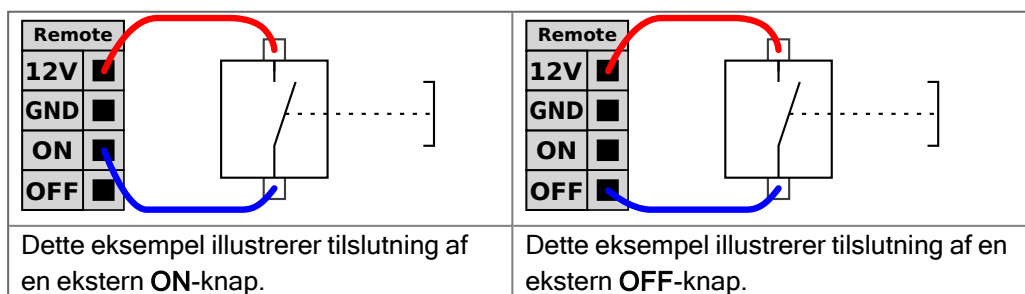 Remote
12V
GND
ON
OFF
Dette eksempel illustrerer tilslutning af
en ekstern ON-knap.
Remote
12V
GND
ON
OFF
Dette eksempel illustrerer tilslutning af en
ekstern OFF-knap.